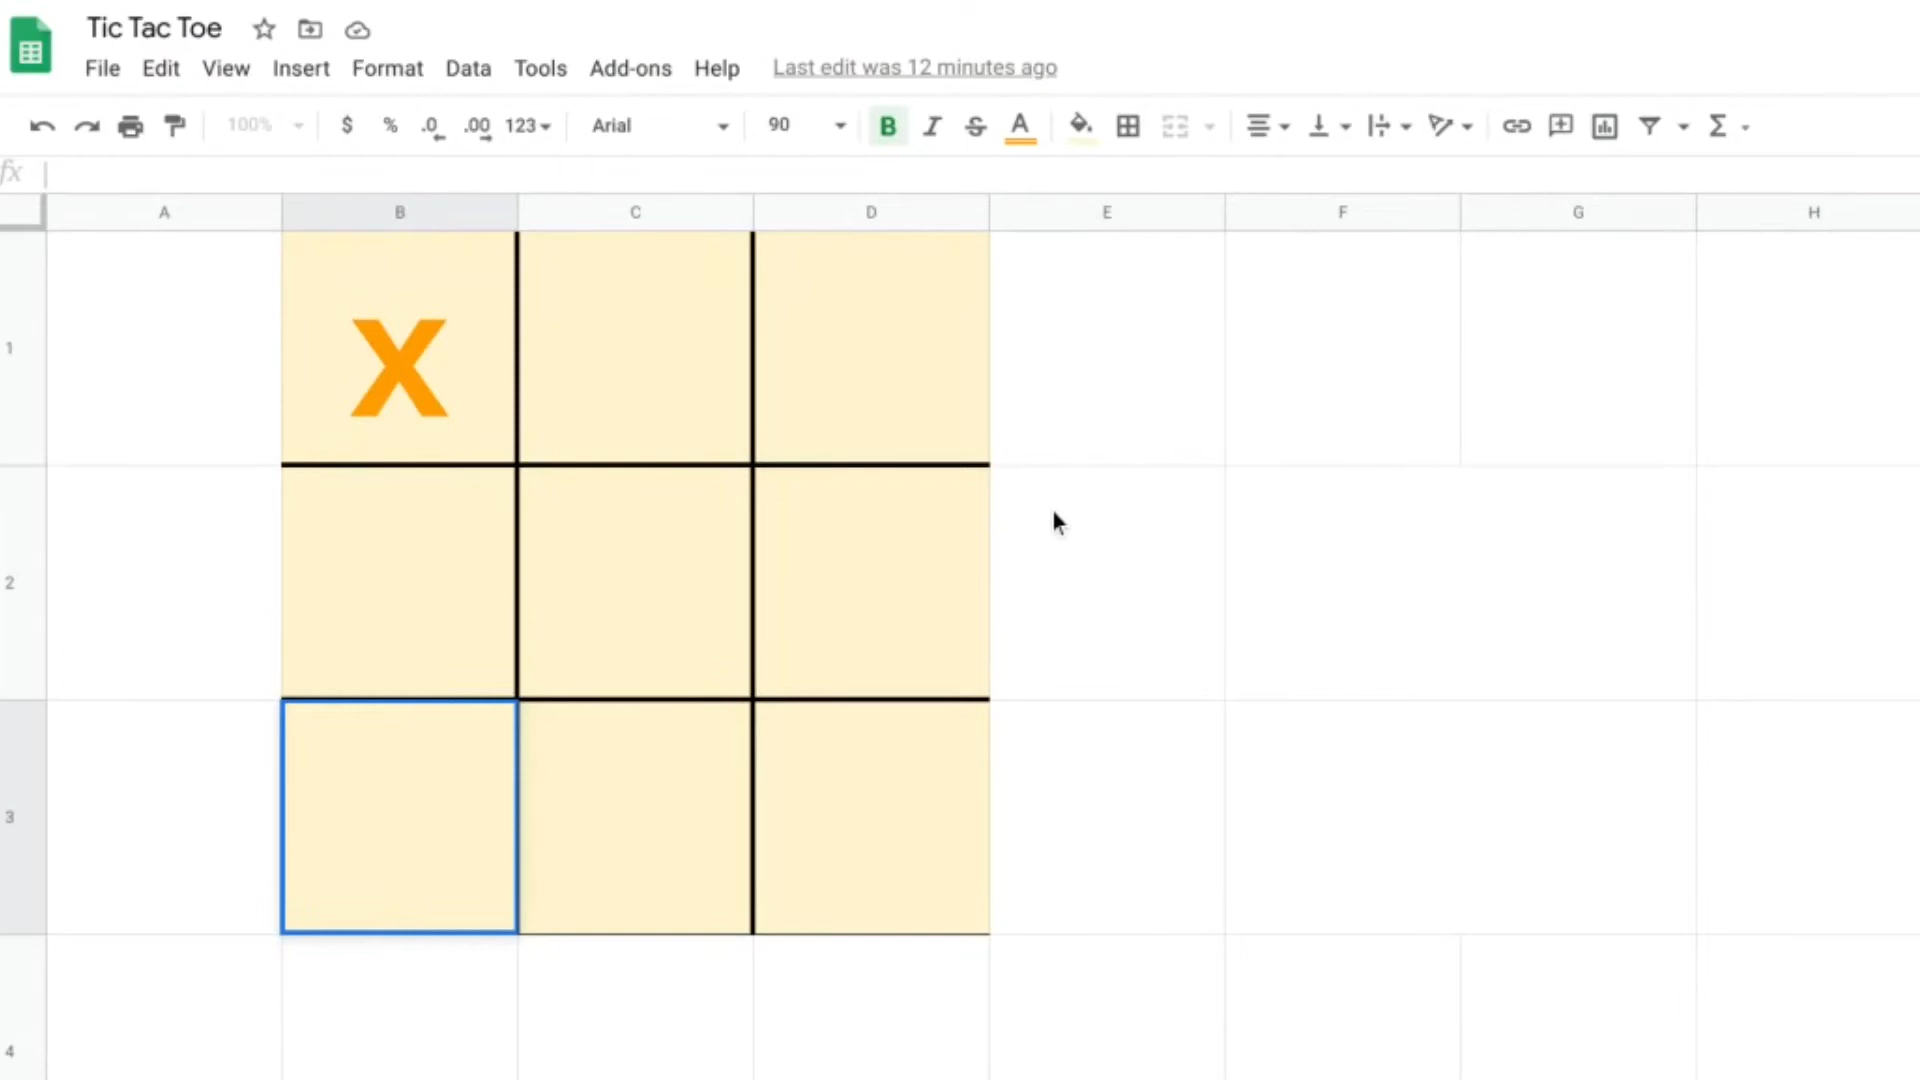 Tic Tac Toe
File Edit View Insert Format Data Tools Add-ons Help Last edit was 12 minutes ago
100% $ % .0 .00 123 Arial 90 B I S A Σ
fx
A B C D E F G H
1
X
2
3
4